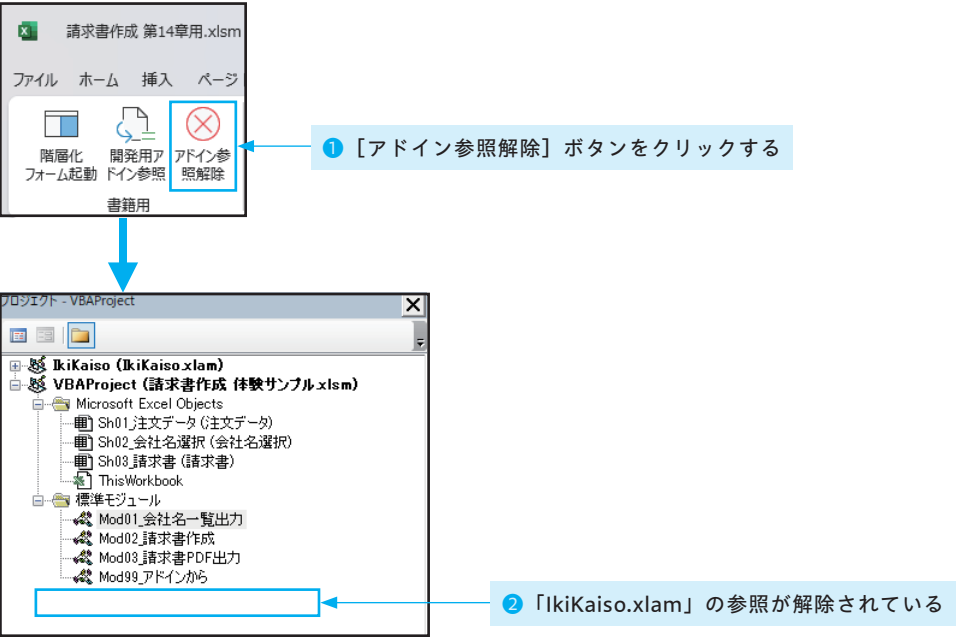 請求書作成 第14章用.xlsm
ファイル ホーム 挿入 ページ
階層化
フォーム起動
開発用ア
ドイン参照
アドイン参
照解除
書籍用
❶ [アドイン参照解除] ボタンをクリックする
プロジェクト - VBAProject
IkiKaiso (IkiKaiso.xlam)
VBAProject (請求書作成 体験サンプル.xlsm)
Microsoft Excel Objects
Sh01_注文データ (注文データ)
Sh02_会社名選択 (会社名選択)
Sh03_請求書 (請求書)
ThisWorkbook
標準モジュール
Mod01_会社名一覧出力
Mod02_請求書作成
Mod03_請求書PDF出力
Mod99_アドインから
❷「IkiKaiso.xlam」の参照が解除されている